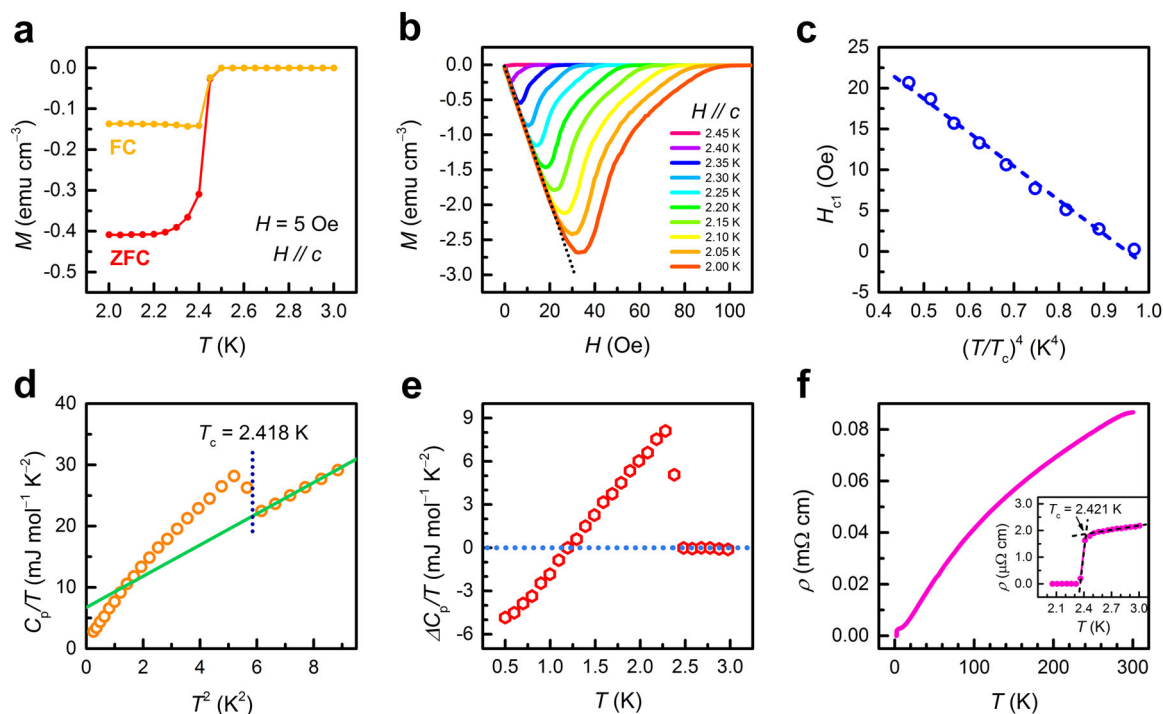 a
0.0
-0.1
-0.2
-0.3
-0.4
-0.5
M (emu cm⁻³)
FC
ZFC
H = 5 Oe
H // c
2.0 2.2 2.4 2.6 2.8 3.0
T (K)
b
0.0
-0.5
-1.0
-1.5
-2.0
-2.5
-3.0
M (emu cm⁻³)
H // c
2.45 K
2.40 K
2.35 K
2.30 K
2.25 K
2.20 K
2.15 K
2.10 K
2.05 K
2.00 K
0 20 40 60 80 100
H (Oe)
c
25
20
15
10
5
0
-5
H_c1 (Oe)
0.4 0.5 0.6 0.7 0.8 0.9 1.0
(T/T_c)⁴ (K⁴)
d
40
30
20
10
0
C_p/T (mJ mol⁻¹ K⁻²)
T_c = 2.418 K
0 2 4 6 8
T² (K²)
e
9
6
3
0
-3
-6
ΔC_p/T (mJ mol⁻¹ K⁻²)
0.5 1.0 1.5 2.0 2.5 3.0
T (K)
f
0.08
0.06
0.04
0.02
0.00
ρ (mΩ cm)
T_c = 2.421 K
2.0
1.0
0.0
ρ (μΩ cm)
2.1 2.4 2.7 3.0
T (K)
0 100 200 300
T (K)